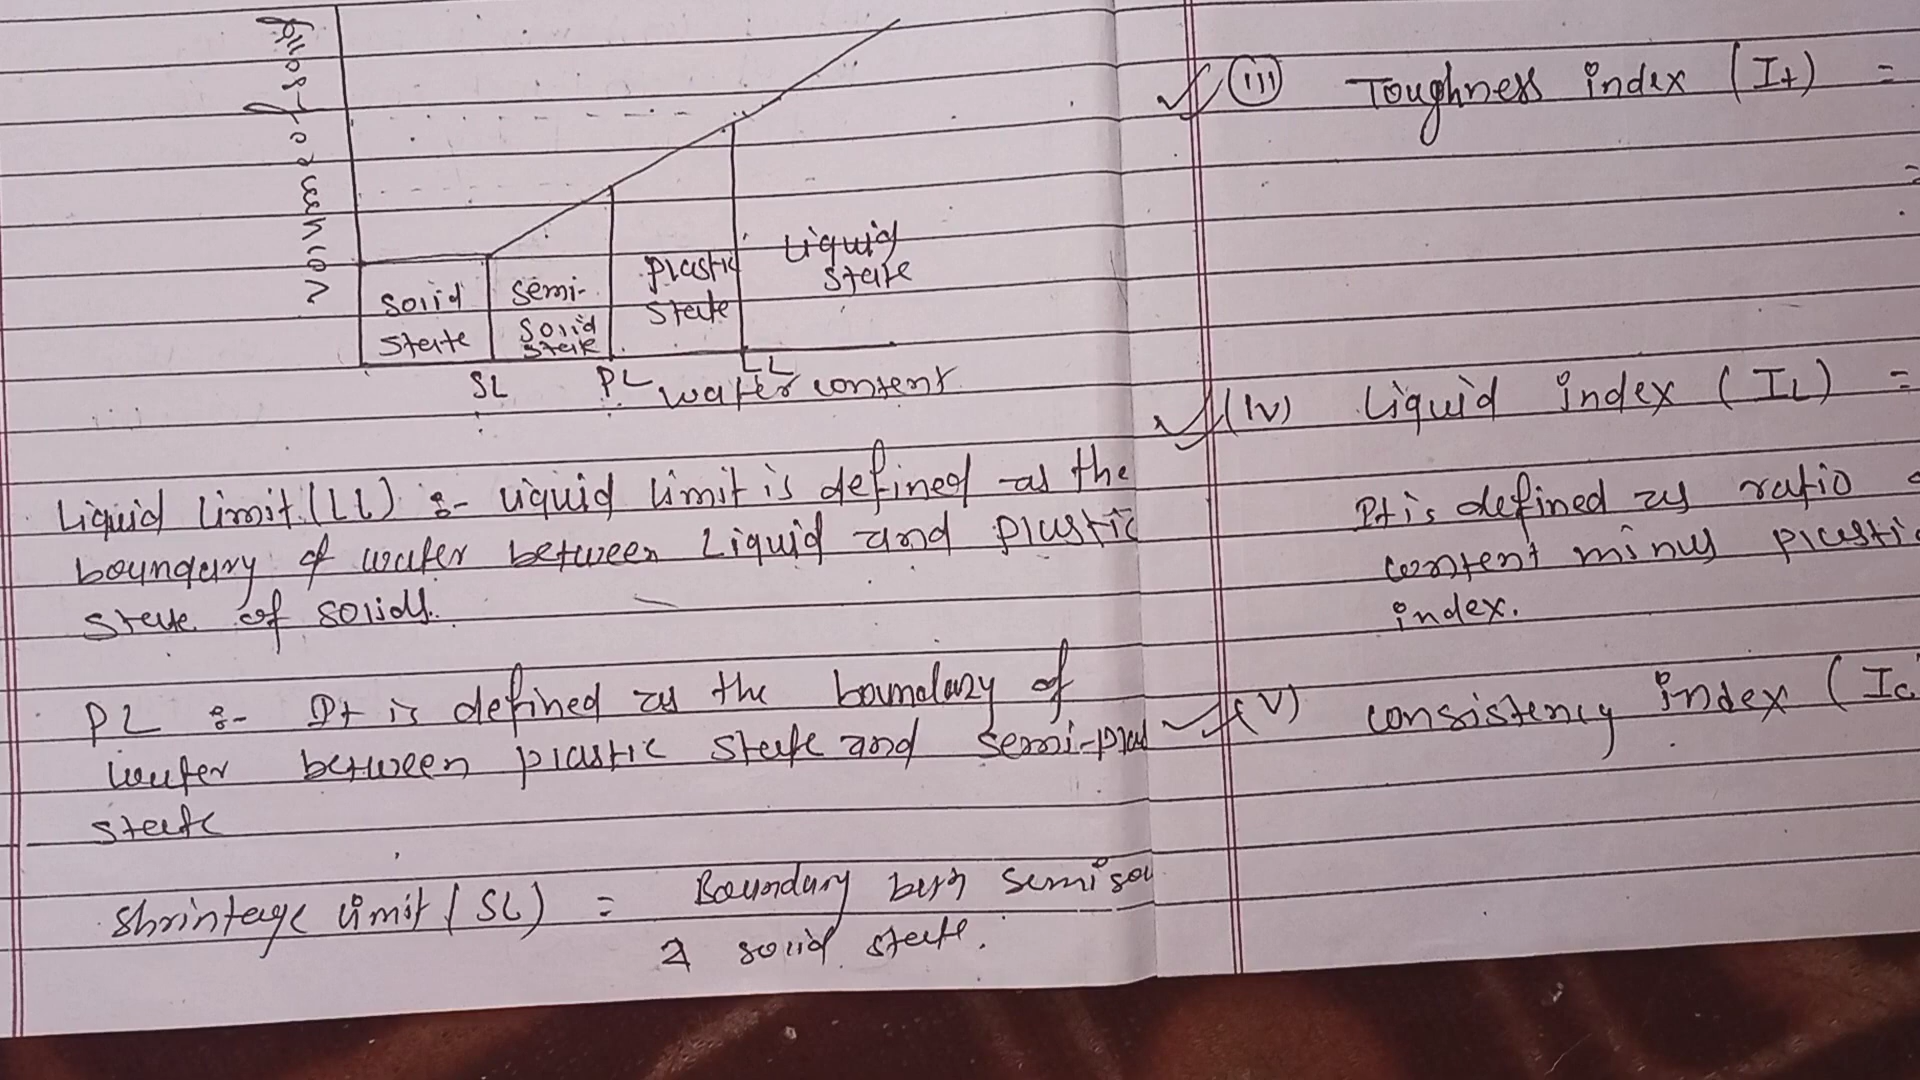 Volume of soil
solid state
semi-solid state
plastic state
Liquid state
SL PL LL
water content
Liquid limit (LL) :- Liquid limit is defined as the
boundary of water between Liquid and plastic
state of solids.
PL :- It is defined as the boundary of
water between plastic state and semi-plas
state
shrinkage limit (SL) = Boundary
semi sol
& solid state.
(iii) Toughness index (It) =
=
(iv) Liquid index (IL) =
It is defined as ratio
content minus plasti
index.
(v) consistency index (Ic